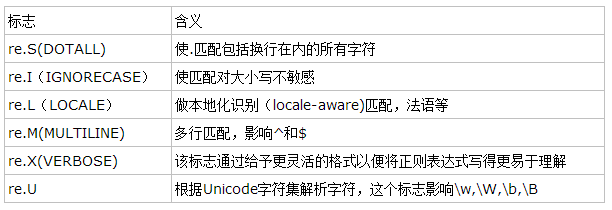 标志 含义
re.S(DOTALL) 使.匹配包括换行在内的所有字符
re.I（IGNORECASE） 使匹配对大小写不敏感
re.L（LOCALE） 做本地化识别（locale-aware)匹配，法语等
re.M(MULTILINE) 多行匹配，影响^和$
re.X(VERBOSE) 该标志通过给予更灵活的格式以便将正则表达式写得更易于理解
re.U 根据Unicode字符集解析字符，这个标志影响\w,\W,\b,\B